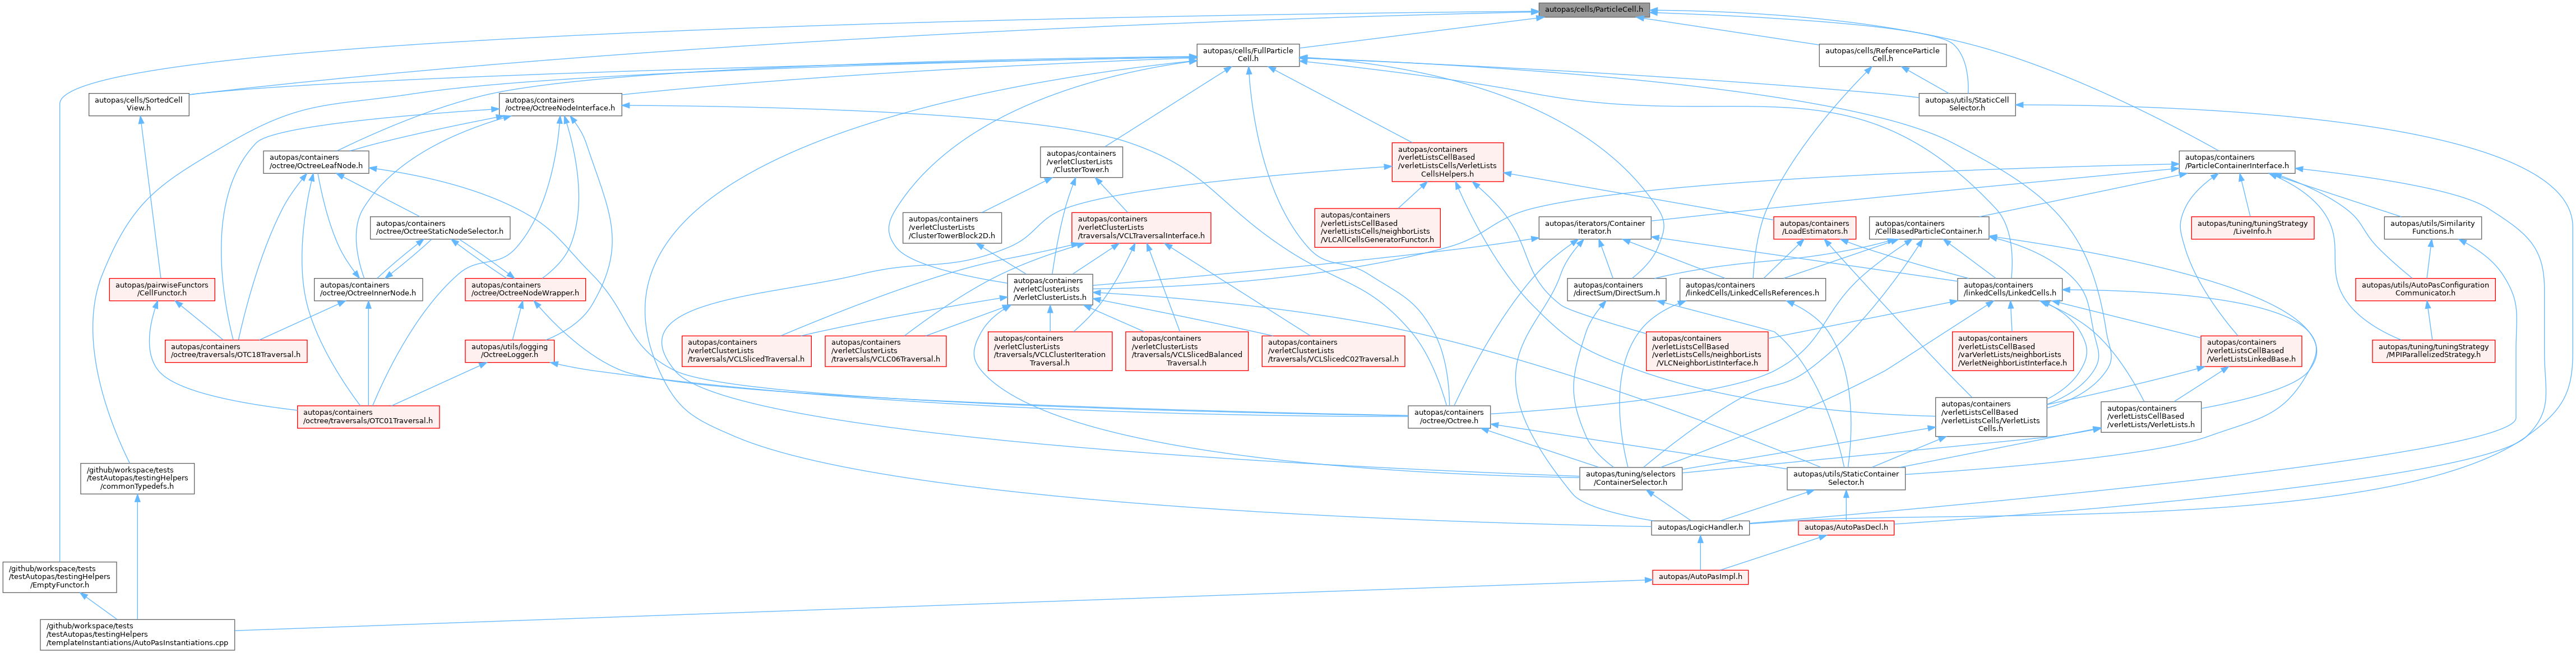 autopas/cells/ParticleCell.h
autopas/cells/FullParticle
Cell.h
autopas/cells/ReferenceParticle
Cell.h
autopas/cells/SortedCell
View.h
autopas/containers
/octree/OctreeNodeInterface.h
autopas/utils/StaticCell
Selector.h
autopas/containers
/octree/OctreeLeafNode.h
autopas/containers
/verletClusterLists
/ClusterTower.h
autopas/containers
/verletListsCellBased
/verletListsCells/VerletLists
CellsHelpers.h
autopas/containers
/ParticleContainerInterface.h
autopas/containers
/octree/OctreeStaticNodeSelector.h
autopas/containers
/verletClusterLists
/ClusterTowerBlock2D.h
autopas/containers
/verletClusterLists
/traversals/VCLTraversalInterface.h
autopas/containers
/verletListsCellBased
/verletListsCells/neighborLists
/VLCAllCellsGeneratorFunctor.h
autopas/iterators/Container
Iterator.h
autopas/containers
/LoadEstimators.h
autopas/containers
/CellBasedParticleContainer.h
autopas/tuning/tuningStrategy
/LiveInfo.h
autopas/utils/Similarity
Functions.h
autopas/pairwiseFunctors
/CellFunctor.h
autopas/containers
/octree/OctreeInnerNode.h
autopas/containers
/octree/OctreeNodeWrapper.h
autopas/containers
/verletClusterLists
/VerletClusterLists.h
autopas/containers
/directSum/DirectSum.h
autopas/containers
/linkedCells/LinkedCellsReferences.h
autopas/containers
/linkedCells/LinkedCells.h
autopas/utils/AutoPasConfiguration
Communicator.h
autopas/containers
/octree/traversals/OTC18Traversal.h
autopas/utils/logging
/OctreeLogger.h
autopas/containers
/verletClusterLists
/traversals/VCLSlicedTraversal.h
autopas/containers
/verletClusterLists
/traversals/VCLC06Traversal.h
autopas/containers
/verletClusterLists
/traversals/VCLClusterIteration
Traversal.h
autopas/containers
/verletClusterLists
/traversals/VCLSlicedBalanced
Traversal.h
autopas/containers
/verletClusterLists
/traversals/VCLSlicedC02Traversal.h
autopas/containers
/verletListsCellBased
/verletListsCells/neighborLists
/VLCNeighborListInterface.h
autopas/containers
/verletListsCellBased
/varVerletLists/neighborLists
/VerletNeighborListInterface.h
autopas/containers
/verletListsCellBased
/VerletListsLinkedBase.h
autopas/tuning/tuningStrategy
/MPIParallelizedStrategy.h
autopas/containers
/octree/traversals/OTC01Traversal.h
autopas/containers
/octree/Octree.h
autopas/containers
/verletListsCellBased
/verletListsCells/VerletLists
Cells.h
autopas/containers
/verletListsCellBased
/verletLists/VerletLists.h
/github/workspace/tests
/testAutopas/testingHelpers
/commonTypedefs.h
autopas/tuning/selectors
/ContainerSelector.h
autopas/utils/StaticContainer
Selector.h
autopas/LogicHandler.h
autopas/AutoPasDecl.h
/github/workspace/tests
/testAutopas/testingHelpers
/EmptyFunctor.h
autopas/AutoPasImpl.h
/github/workspace/tests
/testAutopas/testingHelpers
/templateInstantiations/AutoPasInstantiations.cpp